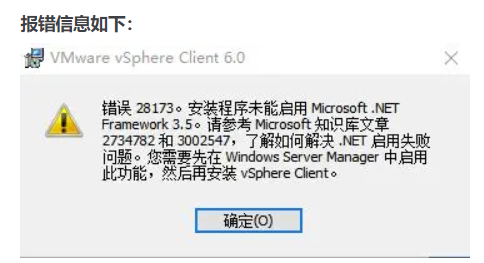 报错信息如下：
VMware vSphere Client 6.0
错误 28173。安装程序未能启用 Microsoft .NET
Framework 3.5。请参考 Microsoft 知识库文章
2734782 和 3002547，了解如何解决 .NET 启用失败
问题。您需要先在 Windows Server Manager 中启用
此功能，然后再安装 vSphere Client。
确定(O)